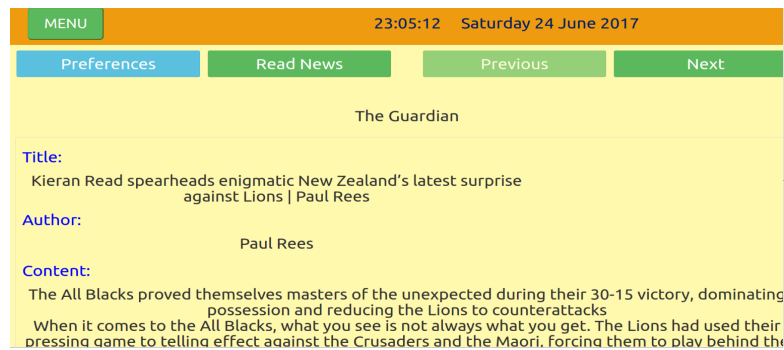 MENU
23:05:12 Saturday 24 June 2017
Preferences
Read News
Previous
Next
The Guardian
Title:
Kieran Read spearheads enigmatic New Zealand's latest surprise
against Lions | Paul Rees
Author:
Paul Rees
Content:
The All Blacks proved themselves masters of the unexpected during their 30-15 victory, dominating
possession and reducing the Lions to counterattacks
When it comes to the All Blacks, what you see is not always what you get. The Lions had used their
pressing game to telling effect against the Crusaders and the Maori, forcing them to play behind th